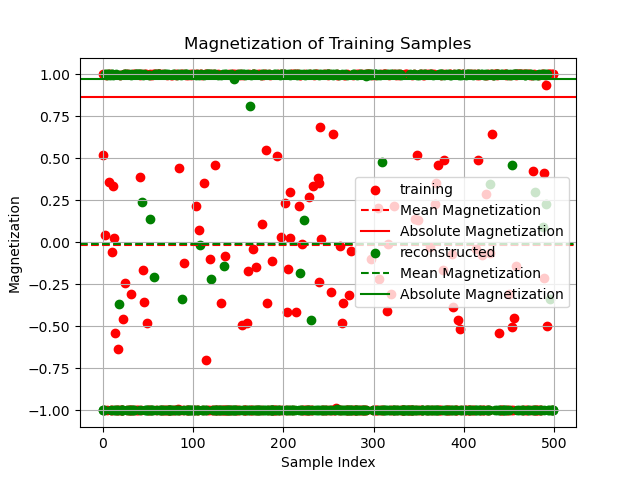 Magnetization of Training Samples
1.00
0.75
0.50
0.25
0.00
−0.25
−0.50
−0.75
−1.00
Magnetization
training
Mean Magnetization
Absolute Magnetization
reconstructed
Mean Magnetization
Absolute Magnetization
0 100 200 300 400 500
Sample Index